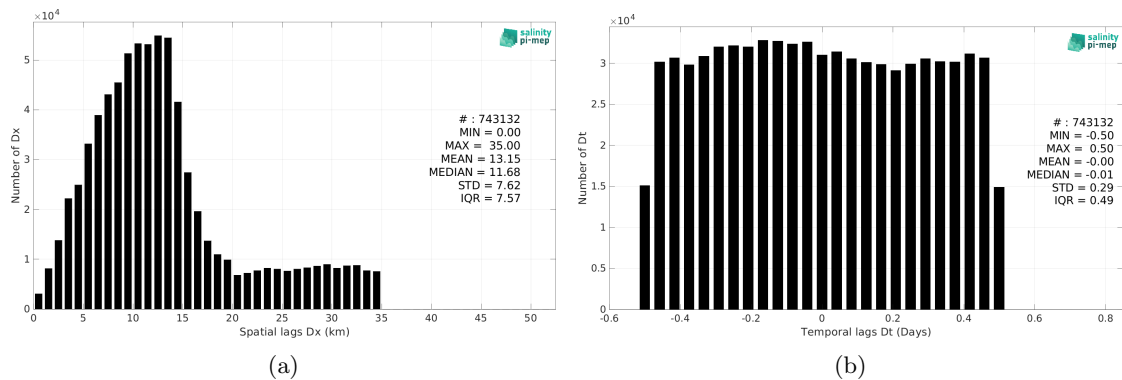 ×10⁴
5
4
3
2
1
0
Number of Dx
0 5 10 15 20 25 30 35 40 45 50
Spatial lags Dx (km)
salinity
pi-mep
# : 743132
MIN = 0.00
MAX = 35.00
MEAN = 13.15
MEDIAN = 11.68
STD = 7.62
IQR = 7.57
(a)
×10⁴
3
2.5
2
1.5
1
0.5
0
Number of Dt
-0.6 -0.4 -0.2 0 0.2 0.4 0.6 0.8
Temporal lags Dt (Days)
salinity
pi-mep
# : 743132
MIN = -0.50
MAX = 0.50
MEAN = -0.00
MEDIAN = -0.01
STD = 0.29
IQR = 0.49
(b)